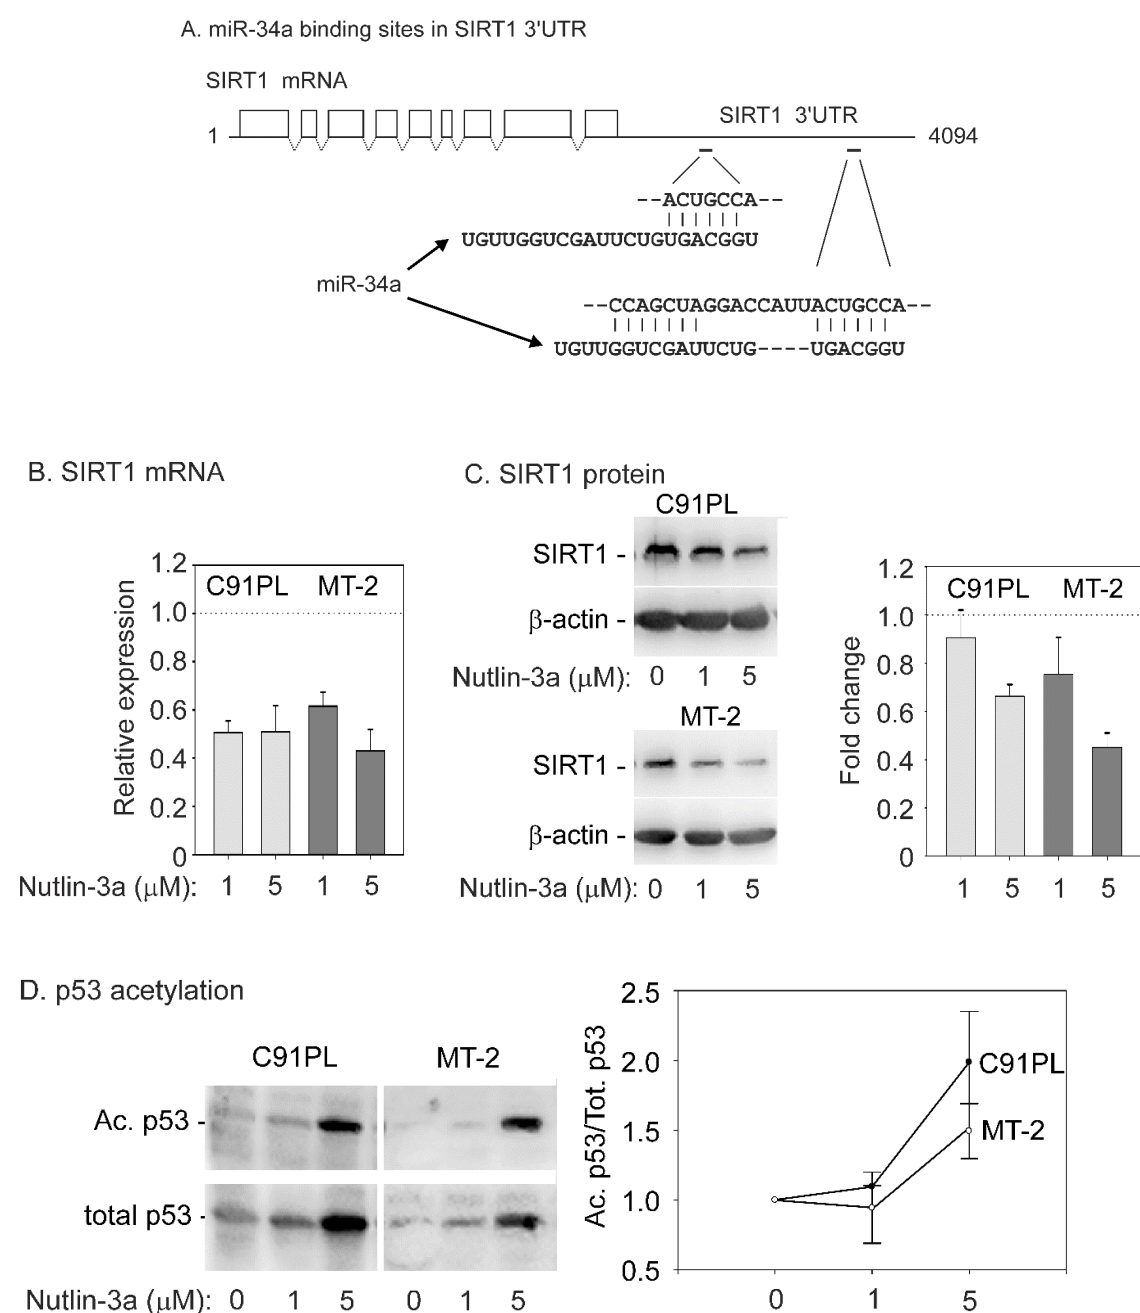 A. miR-34a binding sites in SIRT1 3'UTR
SIRT1 mRNA
SIRT1 3'UTR
1
4094
--ACUGCCA--
UGUUGGUCGAUUCUGUGACGGU
miR-34a
--CCAGCUAGGACCAUUACUGCCA--
UGUUGGUCGAUUCUG----UGACGGU
B. SIRT1 mRNA
Relative expression
1.2
1.0
0.8
0.6
0.4
0.2
0
C91PL MT-2
Nutlin-3a (μM): 1 5 1 5
C. SIRT1 protein
C91PL
SIRT1 -
β-actin -
Nutlin-3a (μM): 0 1 5
MT-2
SIRT1 -
β-actin -
Nutlin-3a (μM): 0 1 5
Fold change
1.2
1.0
0.8
0.6
0.4
0.2
0
C91PL MT-2
1 5 1 5
D. p53 acetylation
C91PL MT-2
Ac. p53 -
total p53 -
Nutlin-3a (μM): 0 1 5 0 1 5
Ac. p53/Tot. p53
2.5
2.0
1.5
1.0
0.5
C91PL
MT-2
0 1 5